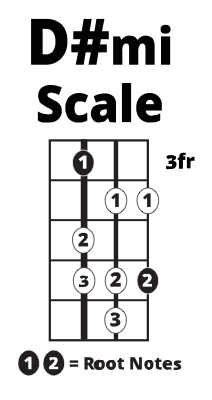 D#mi
Scale
1 3fr
1 1
2
3 2 2
3
1 2 = Root Notes